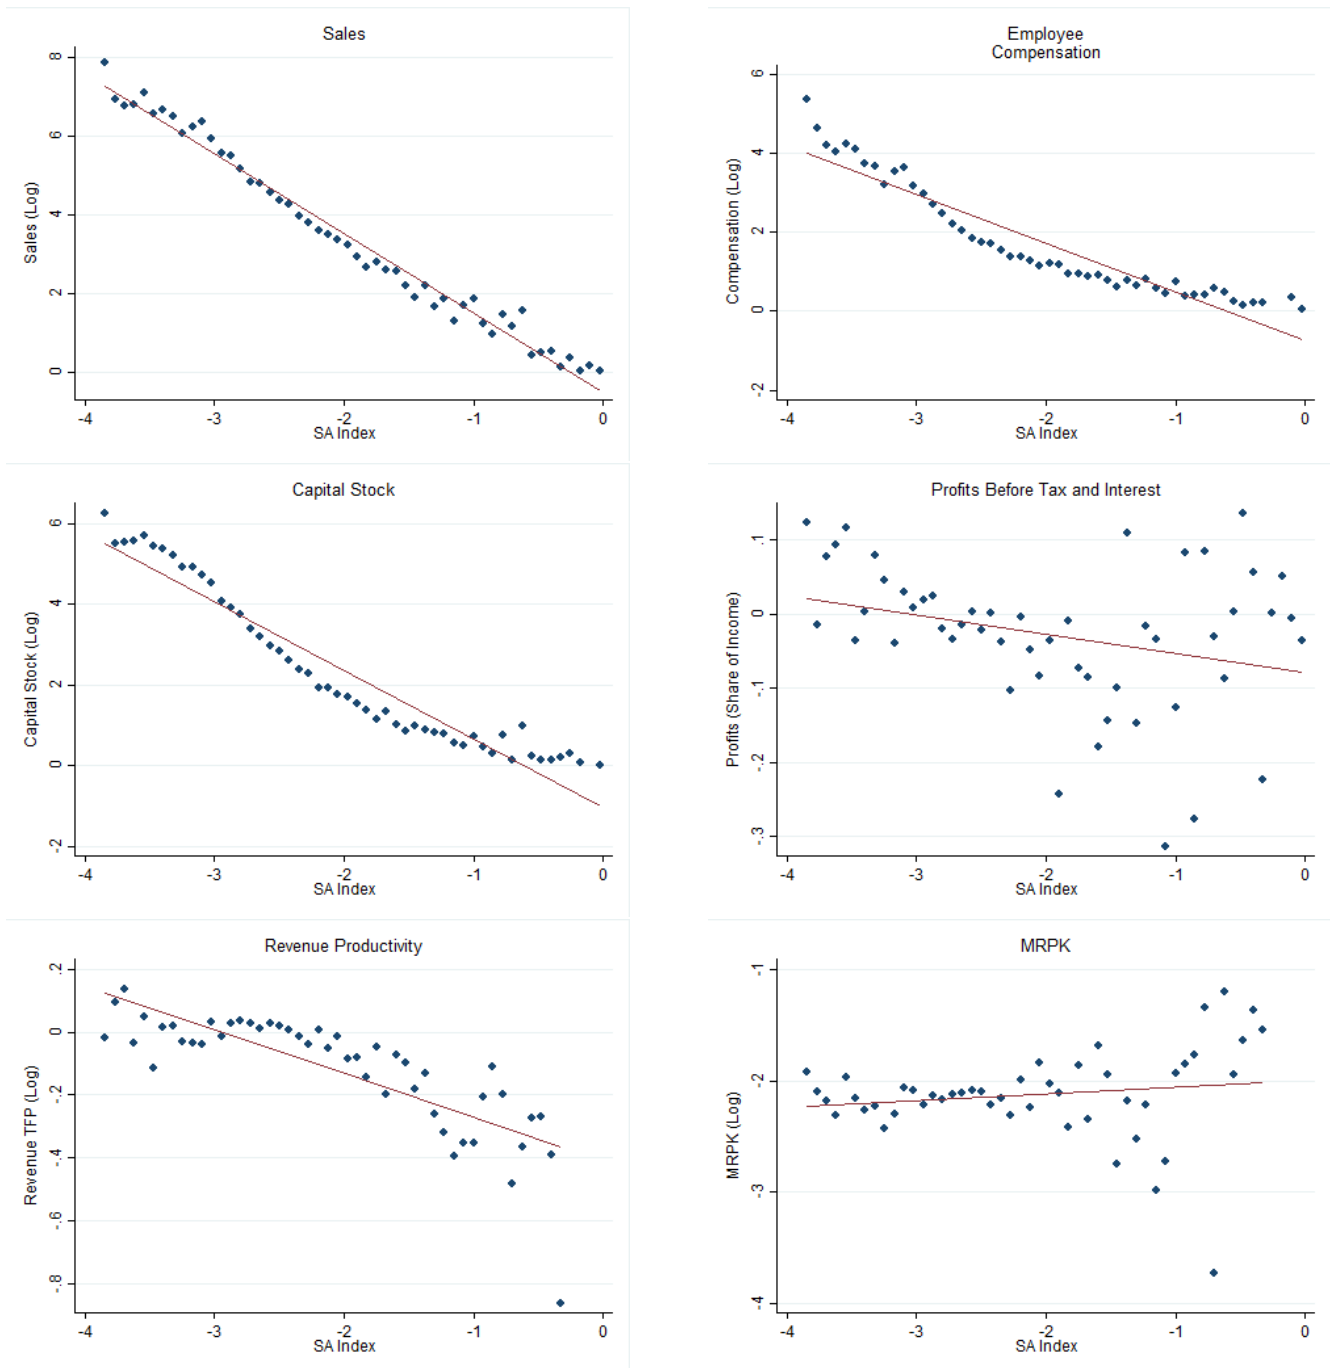 Sales
Sales (Log)
8
6
4
2
0
-4 -3 -2 -1 0
SA Index
Employee
Compensation
Compensation (Log)
6
4
2
0
-2
-4 -3 -2 -1 0
SA Index
Capital Stock
Capital Stock (Log)
6
4
2
0
-2
-4 -3 -2 -1 0
SA Index
Profits Before Tax and Interest
Profits (Share of Income)
.1
0
-.1
-.2
-.3
-4 -3 -2 -1 0
SA Index
Revenue Productivity
Revenue TFP (Log)
.2
0
-.2
-.4
-.6
-.8
-4 -3 -2 -1 0
SA Index
MRPK
MRPK (Log)
-1
-2
-3
-4
-4 -3 -2 -1 0
SA Index